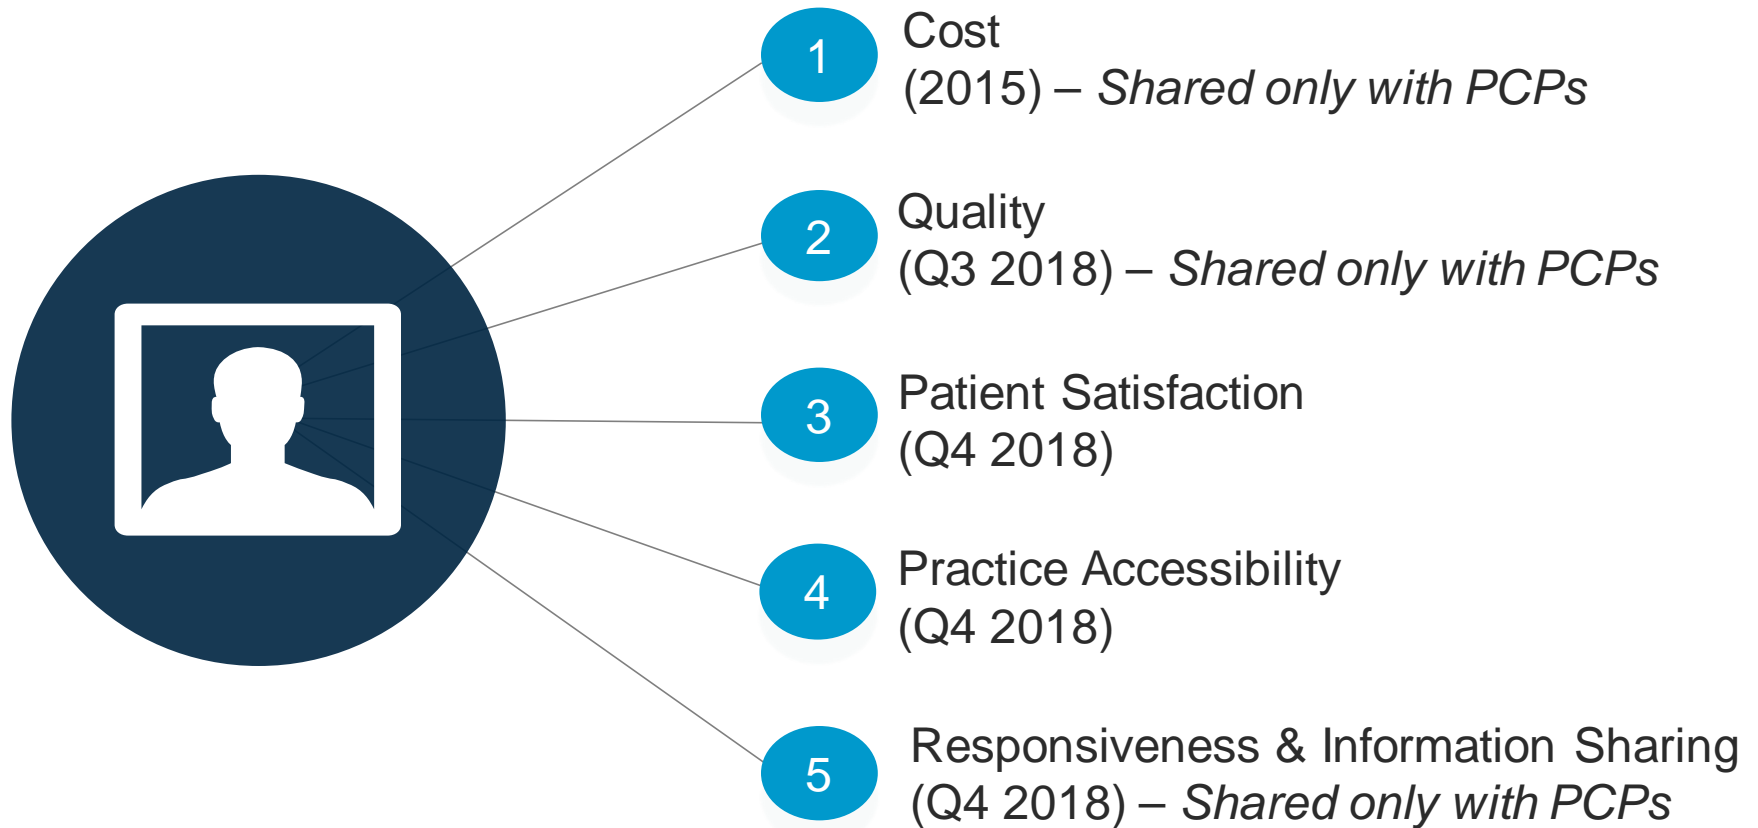 1
Cost
(2015) – Shared only with PCPs
2
Quality
(Q3 2018) – Shared only with PCPs
3
Patient Satisfaction
(Q4 2018)
4
Practice Accessibility
(Q4 2018)
5
Responsiveness & Information Sharing
(Q4 2018) – Shared only with PCPs